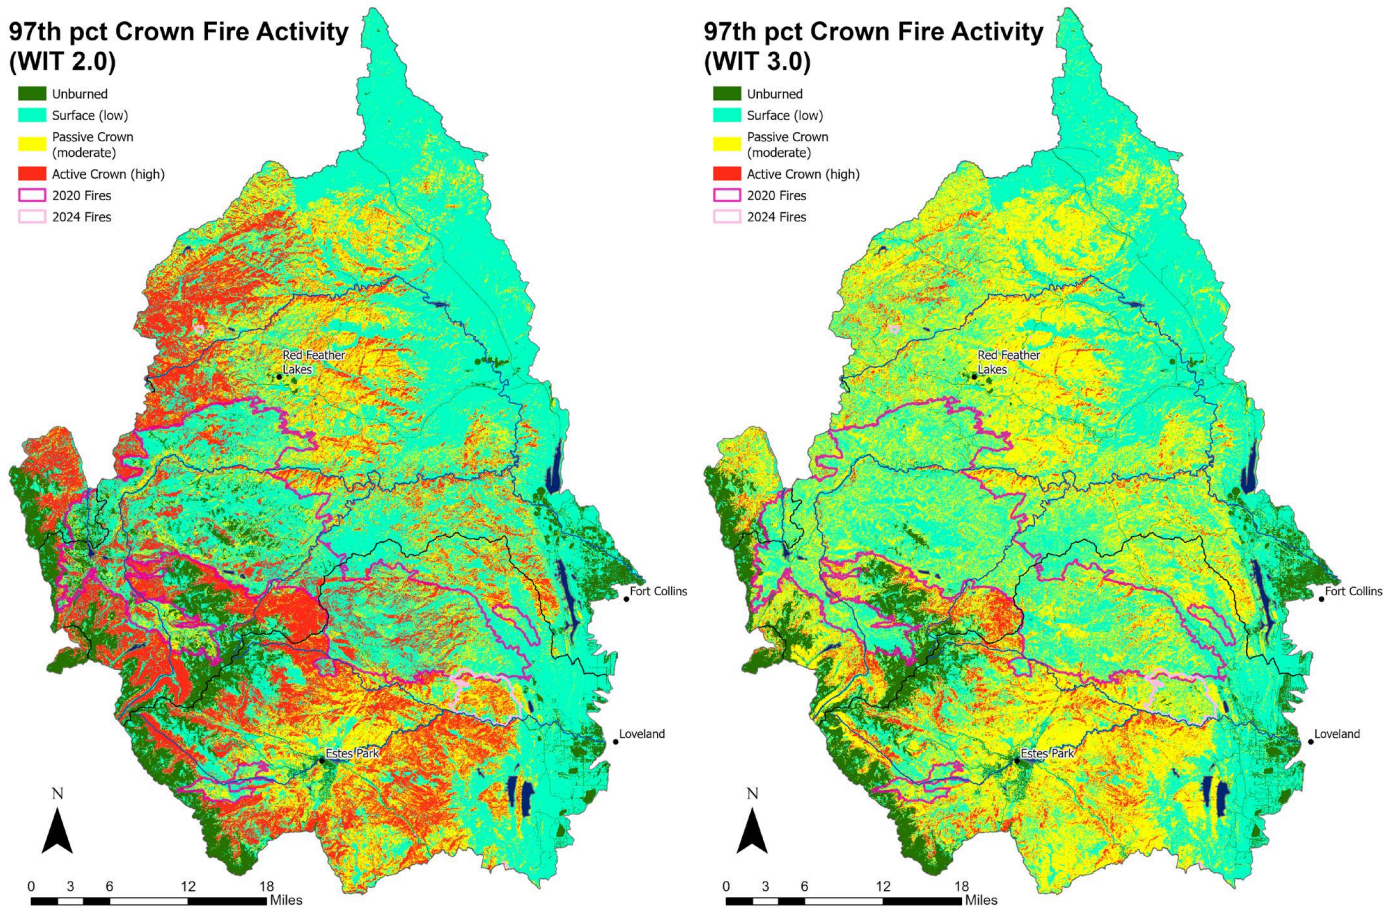 97th pct Crown Fire Activity
(WIT 2.0)
Unburned
Surface (low)
Passive Crown
(moderate)
Active Crown (high)
2020 Fires
2024 Fires
Red Feather
Lakes
Fort Collins
Loveland
Estes Park
N
0 3 6 12 18
Miles
97th pct Crown Fire Activity
(WIT 3.0)
Unburned
Surface (low)
Passive Crown
(moderate)
Active Crown (high)
2020 Fires
2024 Fires
Red Feather
Lakes
Fort Collins
Loveland
Estes Park
N
0 3 6 12 18
Miles